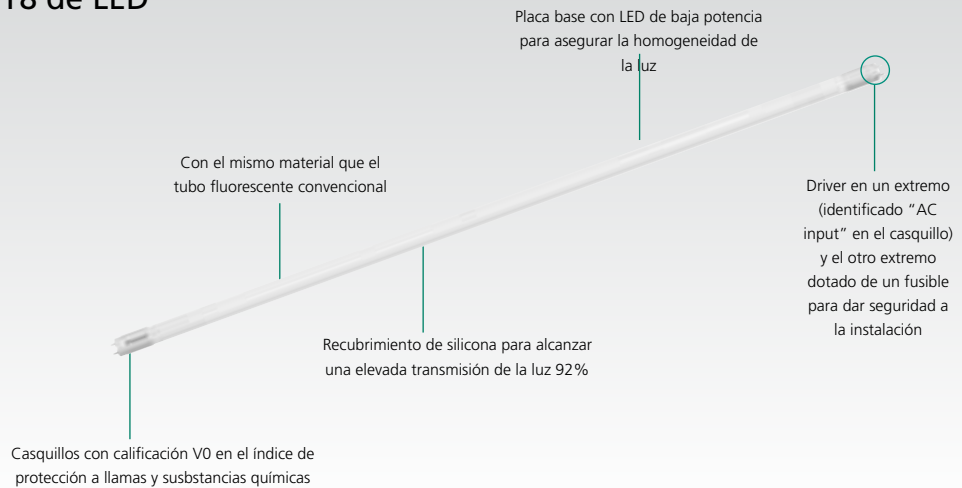 T8 de LED
Placa base con LED de baja potencia
para asegurar la homogeneidad de
la luz
Con el mismo material que el
tubo fluorescente convencional
Driver en un extremo
(identificado “AC
input” en el casquillo)
y el otro extremo
dotado de un fusible
para dar seguridad a
la instalación
Recubrimiento de silicona para alcanzar
una elevada transmisión de la luz 92%
Casquillos con calificación V0 en el índice de
protección a llamas y susbstancias químicas